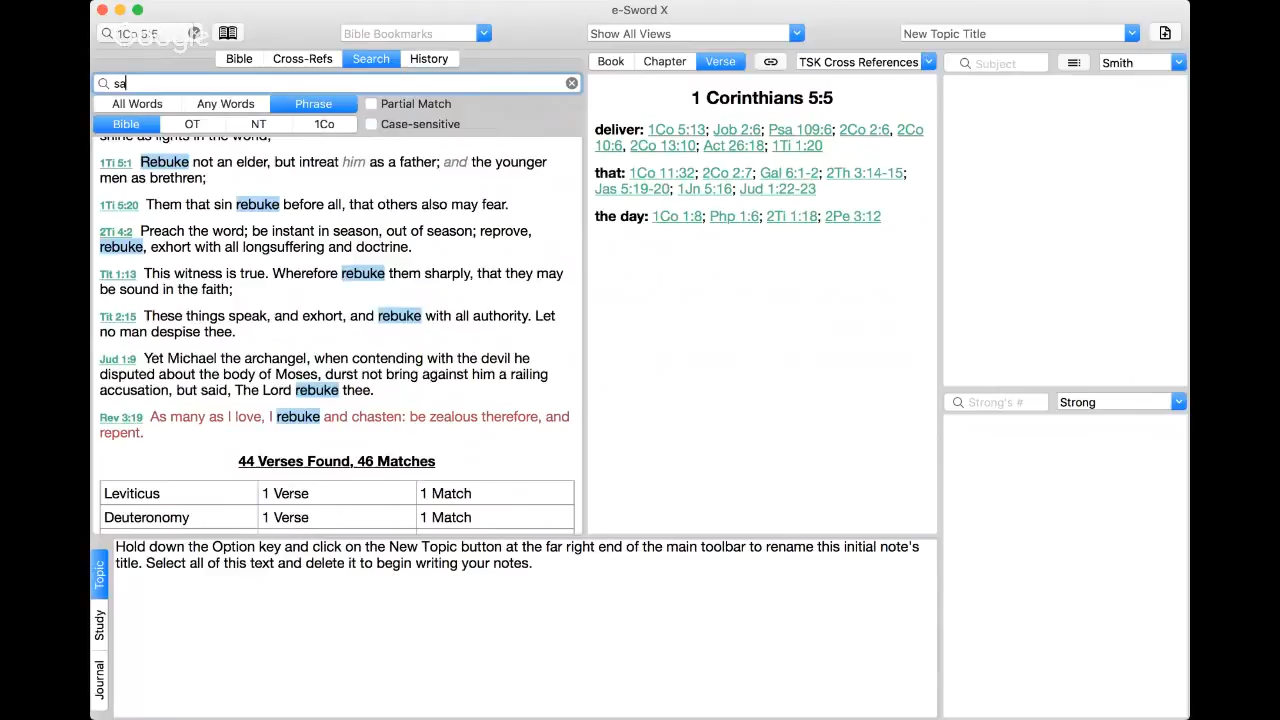 e-Sword X
1Co 5:5
Google
Bible Bookmarks
Show All Views
New Topic Title
Bible
Cross-Refs
Search
History
sa
All Words
Any Words
Phrase
Partial Match
Bible
OT
NT
1Co
Case-sensitive
shine as lights in the world;
1Ti 5:1 Rebuke not an elder, but intreat him as a father; and the younger
men as brethren;
1Ti 5:20 Them that sin rebuke before all, that others also may fear.
2Ti 4:2 Preach the word; be instant in season, out of season; reprove,
rebuke, exhort with all longsuffering and doctrine.
Tit 1:13 This witness is true. Wherefore rebuke them sharply, that they may
be sound in the faith;
Tit 2:15 These things speak, and exhort, and rebuke with all authority. Let
no man despise thee.
Jud 1:9 Yet Michael the archangel, when contending with the devil he
disputed about the body of Moses, durst not bring against him a railing
accusation, but said, The Lord rebuke thee.
Rev 3:19 As many as I love, I rebuke and chasten: be zealous therefore, and
repent.
44 Verses Found, 46 Matches
Leviticus 1 Verse 1 Match
Deuteronomy 1 Verse 1 Match
Book
Chapter
Verse
TSK Cross References
1 Corinthians 5:5
deliver: 1Co 5:13; Job 2:6; Psa 109:6; 2Co 2:6, 2Co
10:6, 2Co 13:10; Act 26:18; 1Ti 1:20
that: 1Co 11:32; 2Co 2:7; Gal 6:1-2; 2Th 3:14-15;
Jas 5:19-20; 1Jn 5:16; Jud 1:22-23
the day: 1Co 1:8; Php 1:6; 2Ti 1:18; 2Pe 3:12
Subject
Smith
Strong's #
Strong
Topic
Study
Journal
Hold down the Option key and click on the New Topic button at the far right end of the main toolbar to rename this initial note's
title. Select all of this text and delete it to begin writing your notes.